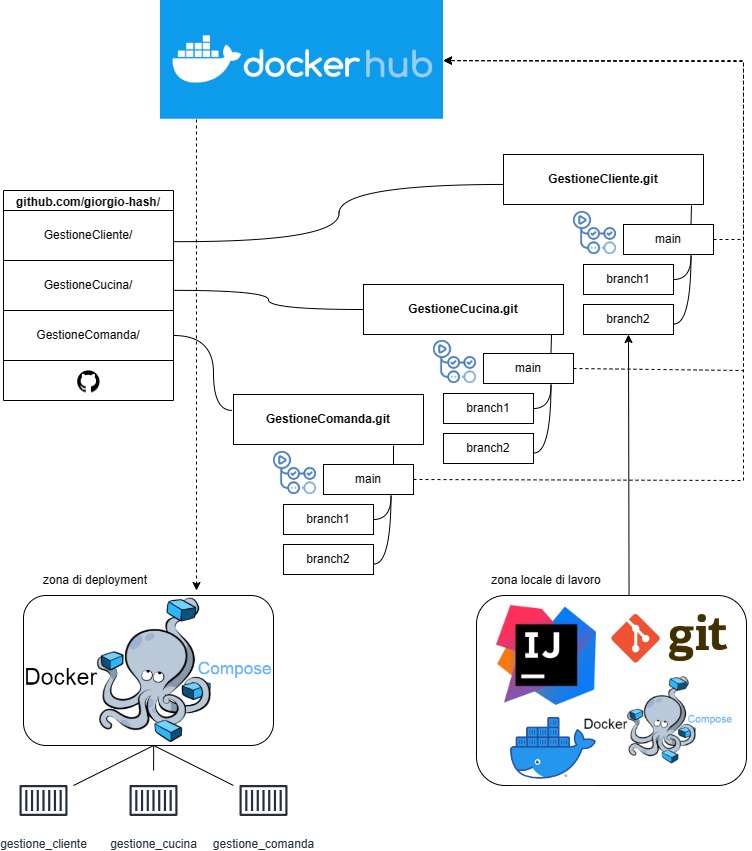 docker hub
GestioneCliente.git
github.com/giorgio-hash/
GestioneCliente/
main
branch1
GestioneCucina/
GestioneCucina.git
branch2
GestioneComanda/
main
branch1
GestioneComanda.git
branch2
main
branch1
branch2
zona di deployment
zona locale di lavoro
Docker
Compose
IJ
git
Docker
Compose
gestione_cliente
gestione_cucina
gestione_comanda